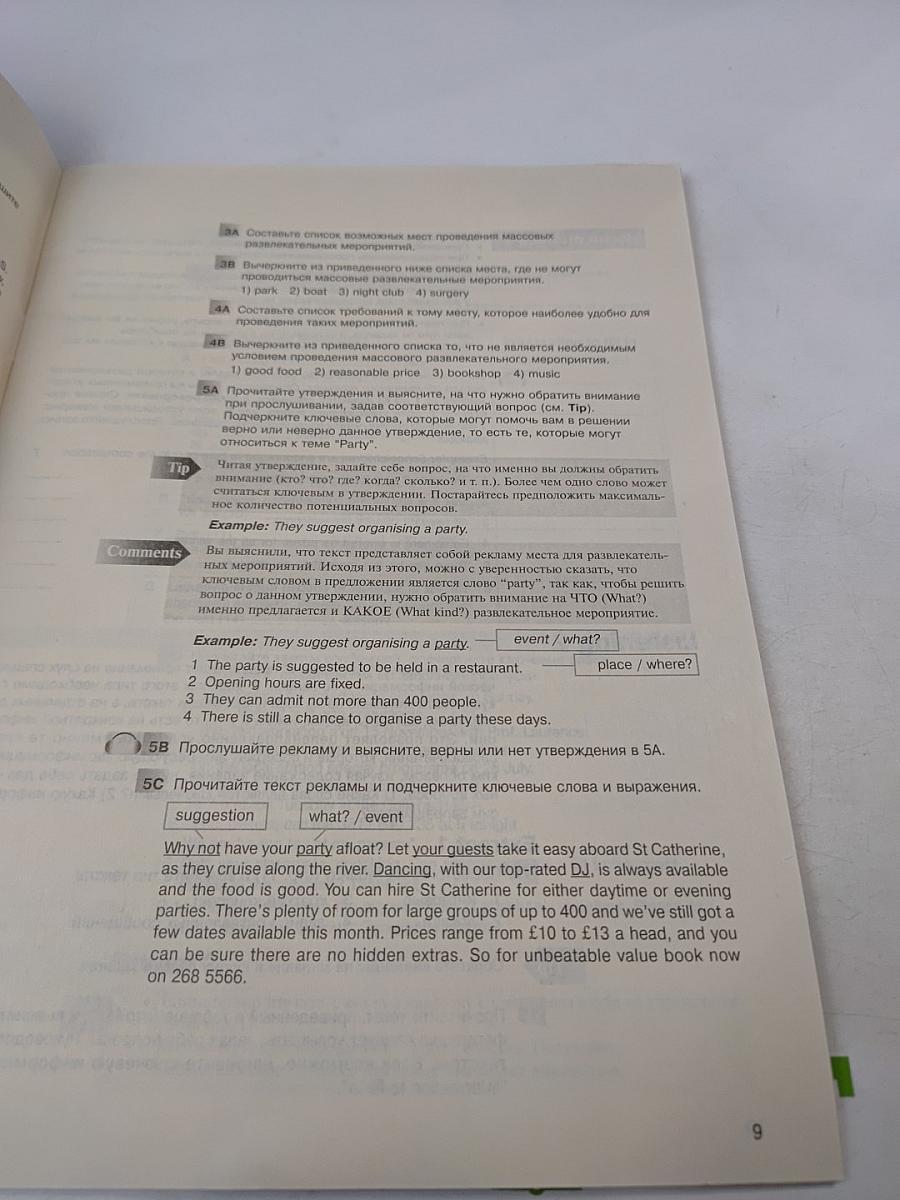 3A Составьте список возможных мест проведения массовых
развлекательных мероприятий.
3B Вычеркните из приведенного ниже списка места, где не могут
проводиться массовые развлекательные мероприятия.
1) park 2) boat 3) night club 4) surgery
4A Составьте список требований к тому месту, которое наиболее удобно для
проведения таких мероприятий.
4B Вычеркните из приведенного списка то, что не является необходимым
условием проведения массового развлекательного мероприятия.
1) good food 2) reasonable price 3) bookshop 4) music
5A Прочитайте утверждения и выясните, на что нужно обратить внимание
при прослушивании, задав соответствующий вопрос (см. Tip).
Подчеркните ключевые слова, которые могут помочь вам в решении
верно или неверно данное утверждение, то есть те, которые могут
относиться к теме "Party".
Tip Читая утверждение, задайте себе вопрос, на что именно вы должны обратить
внимание (кто? что? где? когда? сколько? и т. п.). Более чем одно слово может
считаться ключевым в утверждении. Постарайтесь предположить максималь-
ное количество потенциальных вопросов.
Example: They suggest organising a party.
Comments Вы выяснили, что текст представляет собой рекламу места для развлекатель-
ных мероприятий. Исходя из этого, можно с уверенностью сказать, что
ключевым словом в предложении является слово “party”, так как, чтобы решить
вопрос о данном утверждении, нужно обратить внимание на ЧТО (What?)
именно предлагается и КАКОЕ (What kind?) развлекательное мероприятие.
Example: They suggest organising a party. event / what?
1 The party is suggested to be held in a restaurant. place / where?
2 Opening hours are fixed.
3 They can admit not more than 400 people.
4 There is still a chance to organise a party these days.
5B Прослушайте рекламу и выясните, верны или нет утверждения в 5A.
5C Прочитайте текст рекламы и подчеркните ключевые слова и выражения.
suggestion what? / event
Why not have your party afloat? Let your guests take it easy aboard St Catherine,
as they cruise along the river. Dancing, with our top-rated DJ, is always available
and the food is good. You can hire St Catherine for either daytime or evening
parties. There's plenty of room for large groups of up to 400 and we've still got a
few dates available this month. Prices range from £10 to £13 a head, and you
can be sure there are no hidden extras. So for unbeatable value book now
on 268 5566.
9